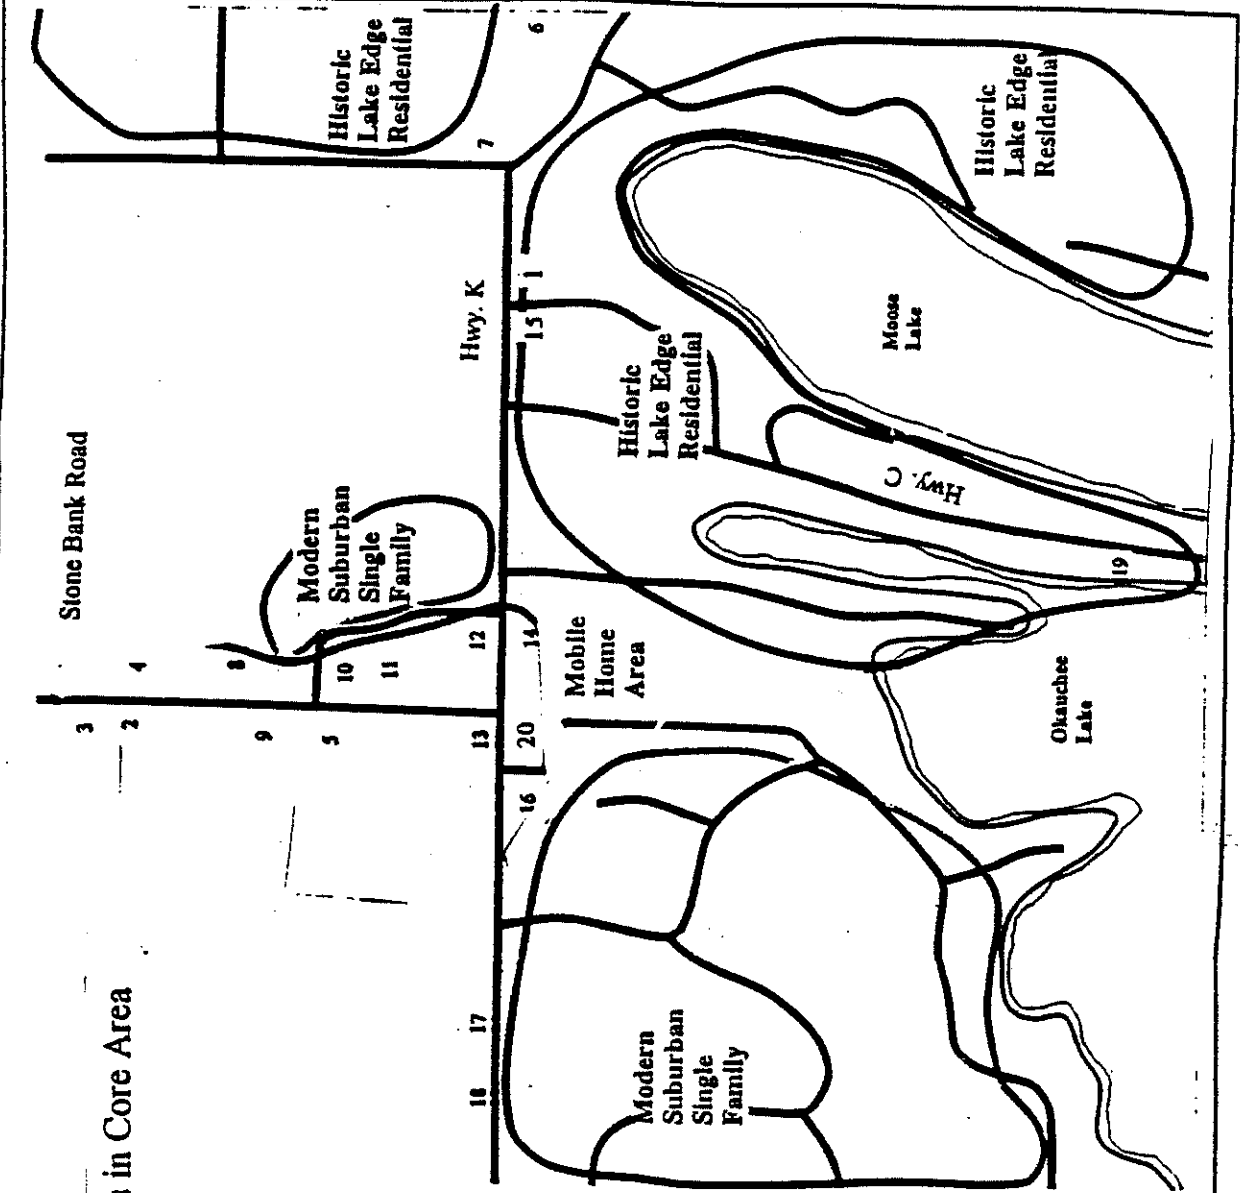 in Core Area
Stone Bank Road
3
2
4
8
9
5
10
11
Modern
Suburban
Single
Family
12
13
14
20
16
17
18
Hwy. K
15
1
7
6
Historic
Lake Edge
Residential
Historic
Lake Edge
Residential
Historic
Lake Edge
Residential
Mobile
Home
Area
Modern
Suburban
Single
Family
Hwy. C
19
Moose
Lake
Okauchee
Lake